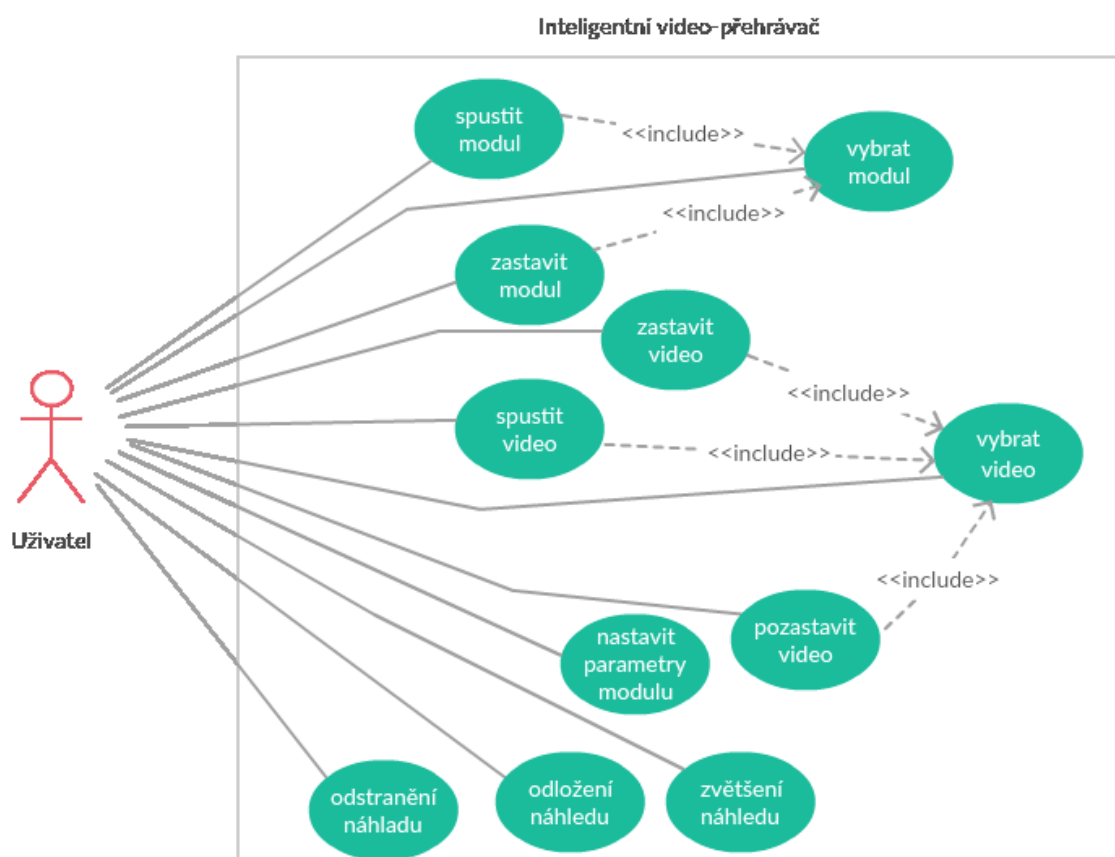 Inteligentní video-přehrávač
spustit
modul
<<include>>
vybrat
modul
<<include>>
zastavit
modul
zastavit
video
<<include>>
spustit
video
<<include>>
vybrat
video
Uživatel
<<include>>
pozastavit
video
nastavit
parametry
modulu
odstranění
náhladu
odložení
náhledu
zvětšení
náhledu